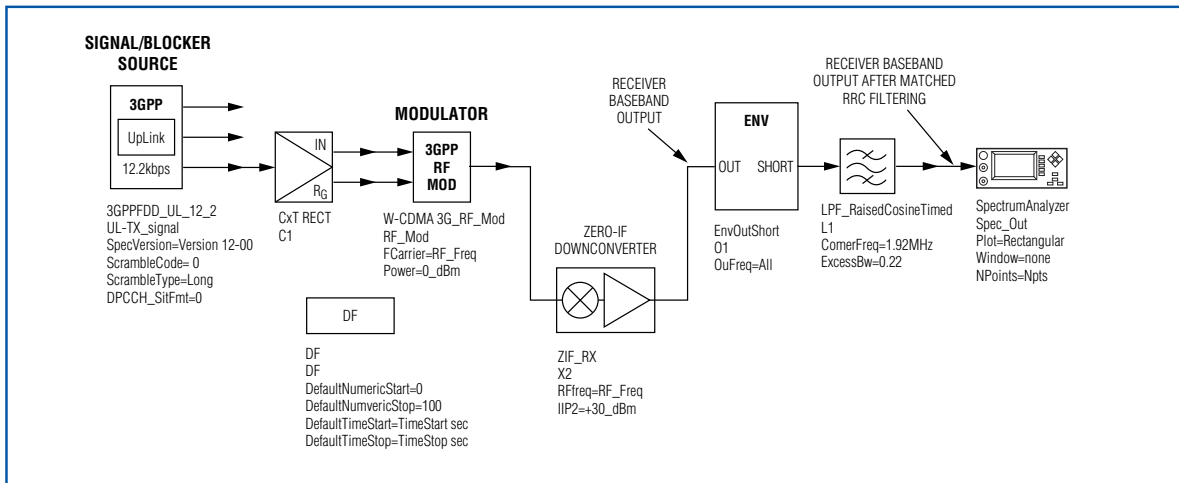 SIGNAL/BLOCKER
SOURCE
3GPP
UpLink
12.2kbps
3GPPFDD_UL_12_2
UL-TX_signal
SpecVersion=Version 12-00
ScrambleCode= 0
ScrambleType=Long
DPCCH_SitFmt=0
IN
RG
CxT RECT
C1
MODULATOR
3GPP
RF
MOD
W-CDMA 3G_RF_Mod
RF_Mod
FCarrier=RF_Freq
Power=0_dBm
DF
DF
DF
DefaultNumericStart=0
DefaultNumvericStop=100
DefaultTimeStart=TimeStart sec
DefaultTimeStop=TimeStop sec
ZERO-IF
DOWNCONVERTER
ZIF_RX
X2
RFfreq=RF_Freq
IIP2=+30_dBm
RECEIVER
BASEBAND
OUTPUT
ENV
OUT SHORT
EnvOutShort
O1
OuFreq=All
RECEIVER BASEBAND
OUTPUT AFTER MATCHED
RRC FILTERING
LPF_RaisedCosineTimed
L1
CornerFreq=1.92MHz
ExcessBw=0.22
SpectrumAnalyzer
Spec_Out
Plot=Rectangular
Window=none
NPoints=Npts